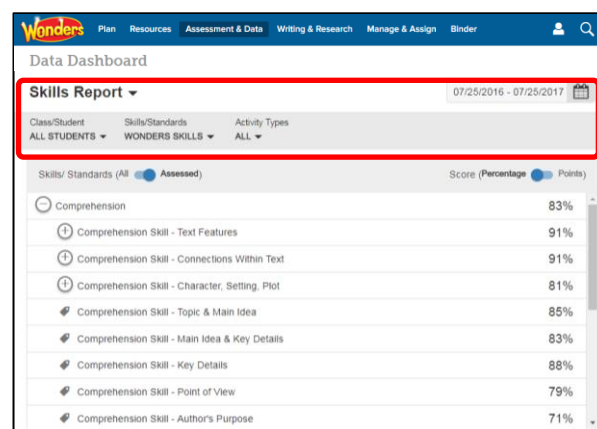 Wonders Plan Resources Assessment & Data Writing & Research Manage & Assign Binder
Data Dashboard
Skills Report 07/25/2016 - 07/25/2017
Class/Student Skills/Standards Activity Types
ALL STUDENTS WONDERS SKILLS ALL
Skills/ Standards (All Assessed) Score (Percentage Points)
Comprehension 83%
Comprehension Skill - Text Features 91%
Comprehension Skill - Connections Within Text 91%
Comprehension Skill - Character, Setting, Plot 81%
Comprehension Skill - Topic & Main Idea 85%
Comprehension Skill - Main Idea & Key Details 83%
Comprehension Skill - Key Details 88%
Comprehension Skill - Point of View 79%
Comprehension Skill - Author's Purpose 71%